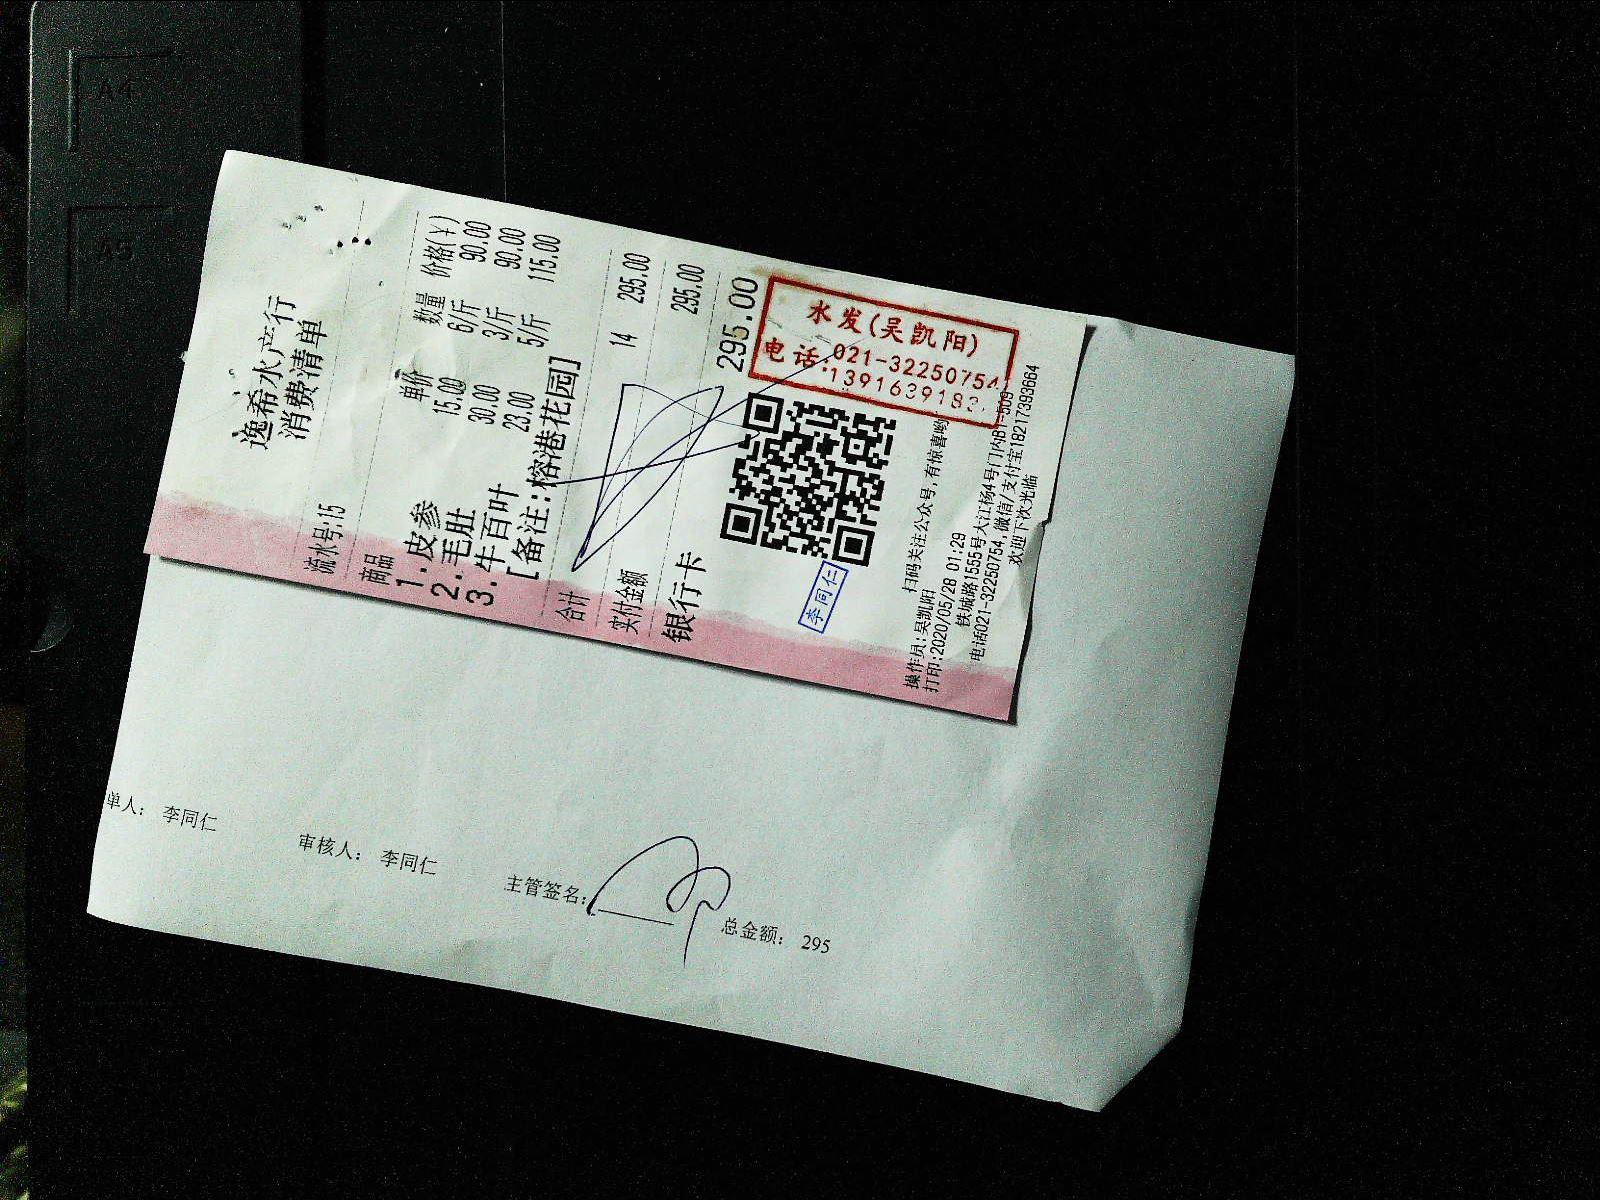 A4
A5
逸希水产行
消费清单
流水号:15
商品 单价 数量 价格(¥)
1.皮参 15.00 6/斤 90.00
2.毛肚 30.00 3/斤 90.00
3.牛百叶 23.00 5/斤 115.00
[备注:榕港花园]
合计 14 295.00
实付金额 295.00
银行卡 295.00
水发(吴凯阳)
电话:021-32250754
李同仁
扫码关注公众号,有惊喜哟
操作员:吴凯阳
打印:2020/05/28 01:29
铁城路1555号大江杨4号门内B1-509
电话021-32250754,微信/支付宝18217393664
欢迎下次光临
单人: 李同仁
审核人: 李同仁
主管签名:
总金额: 295